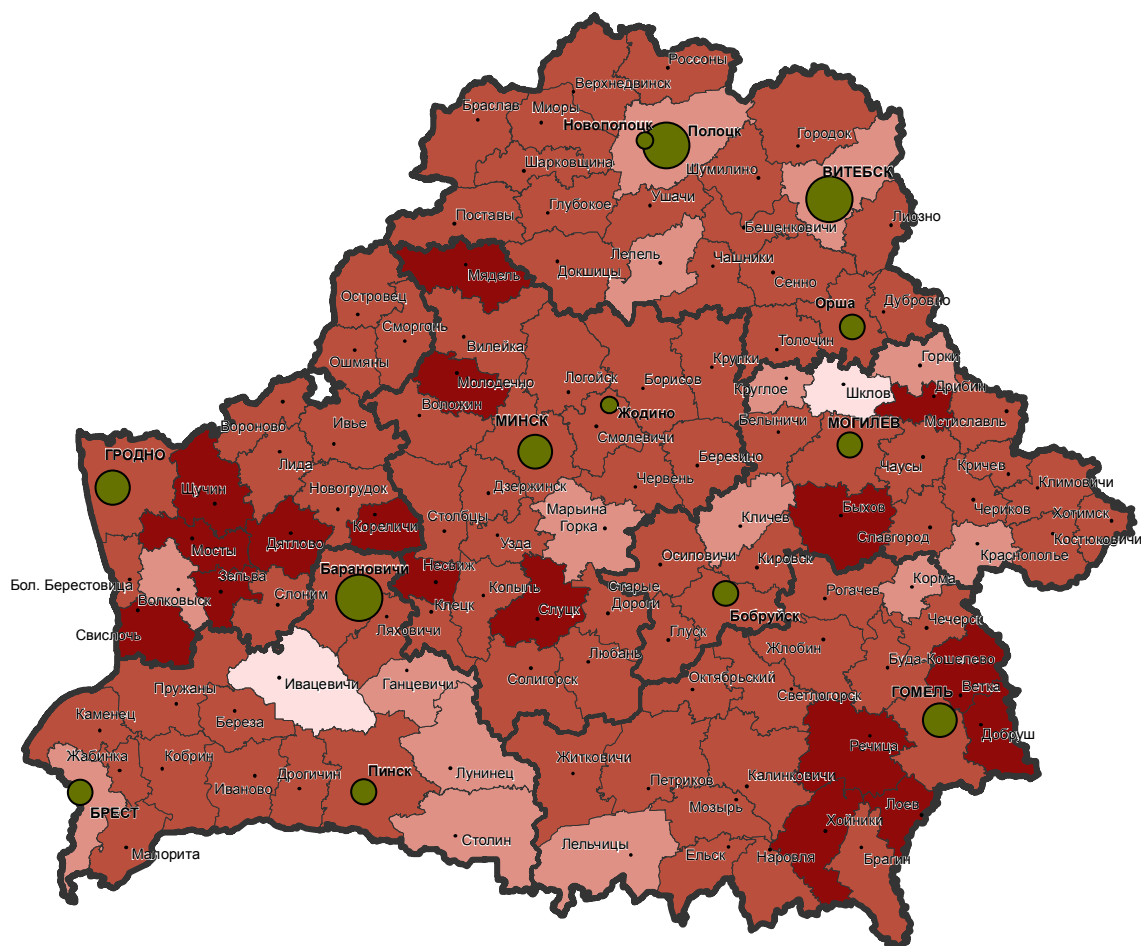 Россоны
Верхнедвинск
Браслав
Миоры
Новополоцк
Полоцк
Городок
Шарковщина
Шумилино
ВИТЕБСК
Ушачи
Глубокое
Поставы
Лиозно
Бешенковичи
Лепель
Чашники
Мядель
Докшицы
Сенно
Островец
Орша
Дубровно
Сморгонь
Вилейка
Толочин
Ошмяны
Крупки
Горки
Логойск
Борисов
Молодечно
Круглое
Шклов
Дрибин
Воложин
Жодино
МИНСК
Белыничи
МОГИЛЕВ
Мстиславль
Вороново
Ивье
Смолевичи
ГРОДНО
Березино
Лида
Чаусы
Кричев
Червень
Климовичи
Щучин
Новогрудок
Дзержинск
Марьина
Горка
Чериков
Хотимск
Быхов
Столбцы
Кореличи
Кличев
Славгород
Костюковичи
Узда
Дятлово
Мосты
Краснополье
Осиповичи
Кировск
Несвиж
Барановичи
Зельва
Бол. Берестовица
Корма
Копыль
Старые
Дороги
Рогачев
Слоним
Волковыск
Клецк
Слуцк
Бобруйск
Чечерск
Свислочь
Ляховичи
Глуск
Жлобин
Любань
Буда-Кошелево
Солигорск
Октябрьский
Ивацевичи
Ганцевичи
Пружаны
Ветка
ГОМЕЛЬ
Светлогорск
Каменец
Береза
Добруш
Речица
Жабинка
Кобрин
Житковичи
Лунинец
Дрогичин
Пинск
Калинковичи
Петриков
Иваново
Лоев
Мозырь
БРЕСТ
Хойники
Столин
Лельчицы
Малорита
Ельск
Наровля
Брагин